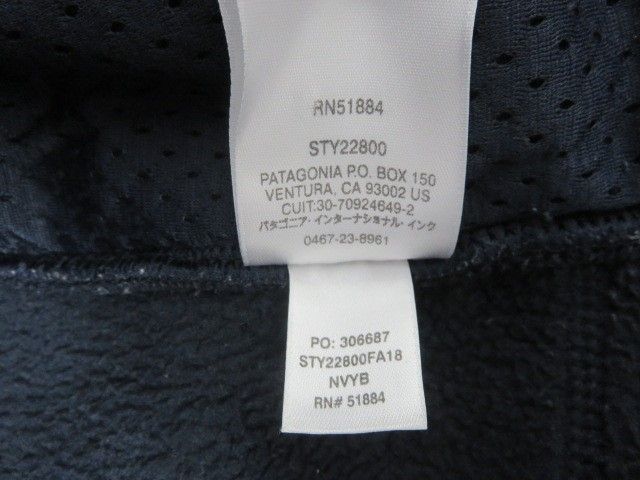 RN51884
STY22800
PATAGONIA P.O. BOX 150
VENTURA, CA 93002 US
CUIT:30-70924649-2
パタゴニア・インターナショナル・インク
0467-23-8961
PO: 306687
STY22800FA18
NVYB
RN# 51884